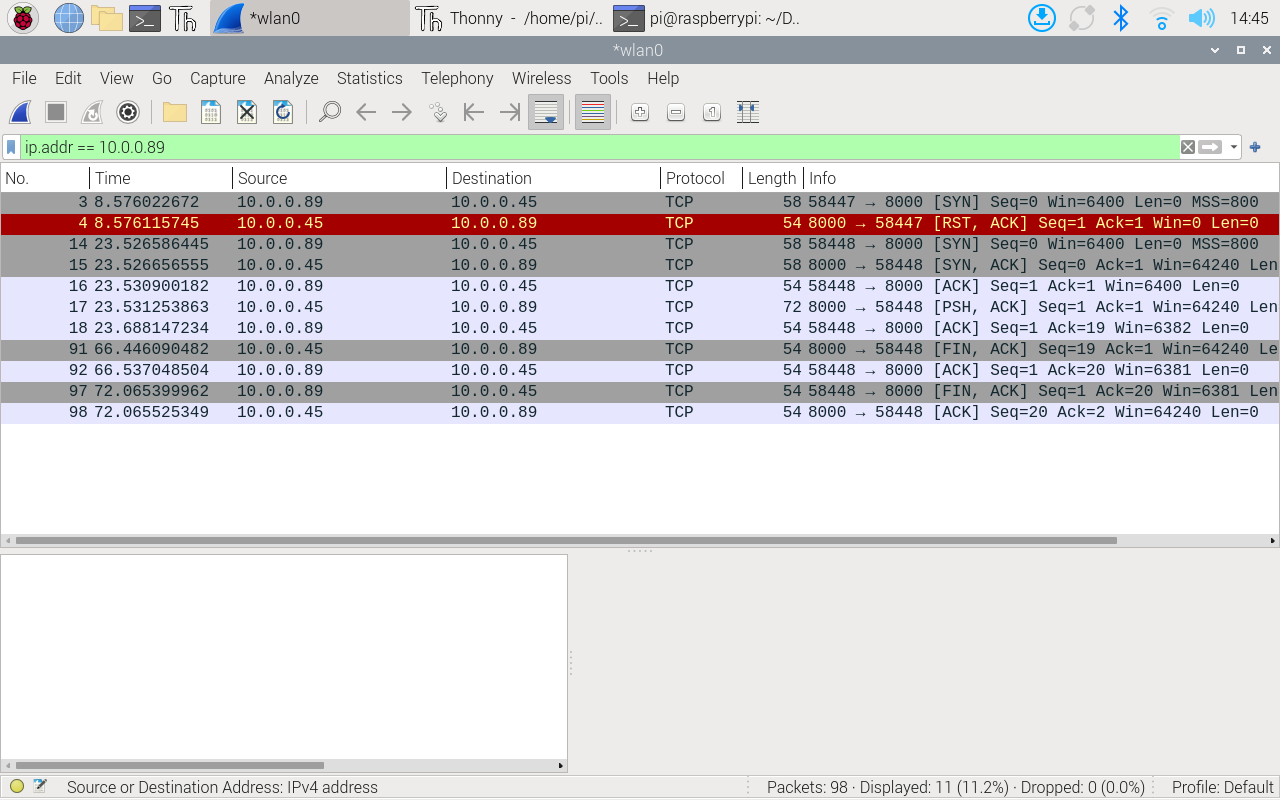 *wlan0 Th Thonny - /home/pi/.. pi@raspberrypi: ~/D.. 14:45
*wlan0
File Edit View Go Capture Analyze Statistics Telephony Wireless Tools Help
ip.addr == 10.0.0.89
No. Time Source Destination Protocol Length Info
3 8.576022672 10.0.0.89 10.0.0.45 TCP 58 58447 → 8000 [SYN] Seq=0 Win=6400 Len=0 MSS=800
4 8.576115745 10.0.0.45 10.0.0.89 TCP 54 8000 → 58447 [RST, ACK] Seq=1 Ack=1 Win=0 Len=0
14 23.526586445 10.0.0.89 10.0.0.45 TCP 58 58448 → 8000 [SYN] Seq=0 Win=6400 Len=0 MSS=800
15 23.526656555 10.0.0.45 10.0.0.89 TCP 58 8000 → 58448 [SYN, ACK] Seq=0 Ack=1 Win=64240 Len
16 23.530900182 10.0.0.89 10.0.0.45 TCP 54 58448 → 8000 [ACK] Seq=1 Ack=1 Win=6400 Len=0
17 23.531253863 10.0.0.45 10.0.0.89 TCP 72 8000 → 58448 [PSH, ACK] Seq=1 Ack=1 Win=64240 Len
18 23.688147234 10.0.0.89 10.0.0.45 TCP 54 58448 → 8000 [ACK] Seq=1 Ack=19 Win=6382 Len=0
91 66.446090482 10.0.0.45 10.0.0.89 TCP 54 8000 → 58448 [FIN, ACK] Seq=19 Ack=1 Win=64240 Le
92 66.537048504 10.0.0.89 10.0.0.45 TCP 54 58448 → 8000 [ACK] Seq=1 Ack=20 Win=6381 Len=0
97 72.065399962 10.0.0.89 10.0.0.45 TCP 54 58448 → 8000 [FIN, ACK] Seq=1 Ack=20 Win=6381 Len
98 72.065525349 10.0.0.45 10.0.0.89 TCP 54 8000 → 58448 [ACK] Seq=20 Ack=2 Win=64240 Len=0
Source or Destination Address: IPv4 address Packets: 98 · Displayed: 11 (11.2%) · Dropped: 0 (0.0%) Profile: Default